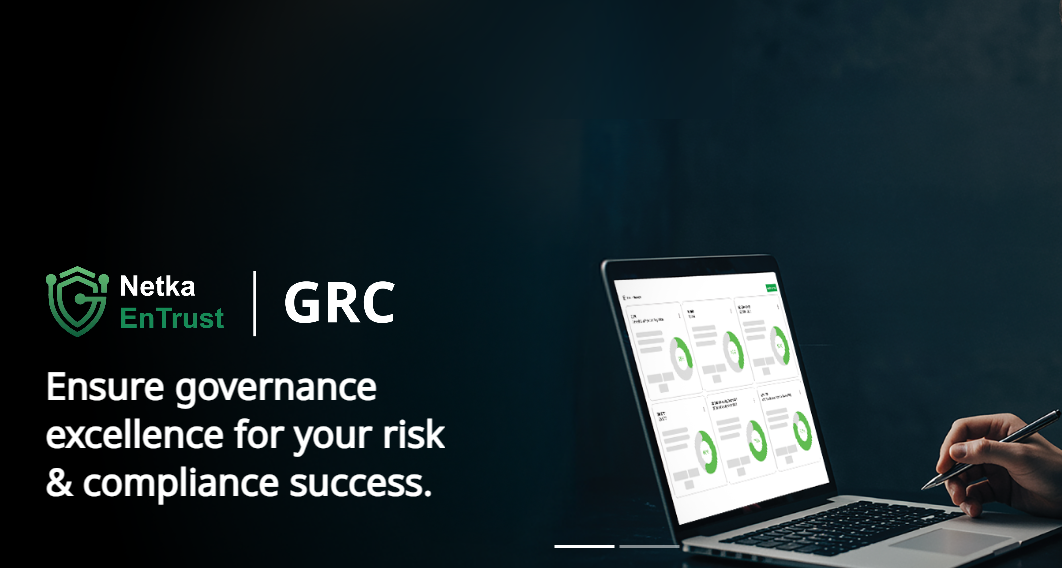 Netka
EnTrust
GRC
Ensure governance
excellence for your risk
& compliance success.